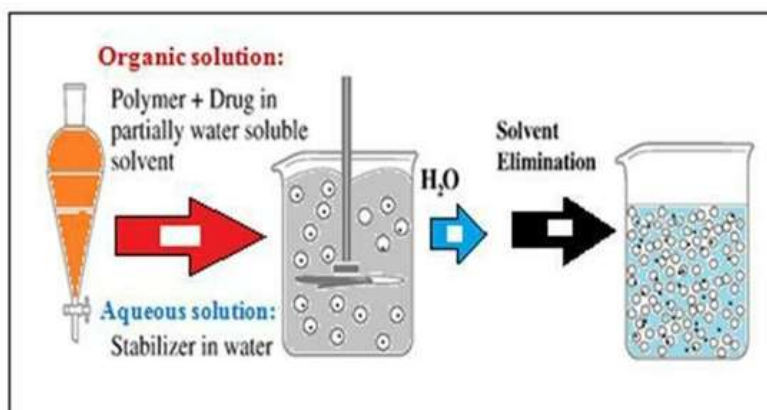 Organic solution:
Polymer + Drug in
partially water soluble
solvent
Aqueous solution:
Stabilizer in water
H₂O
Solvent
Elimination